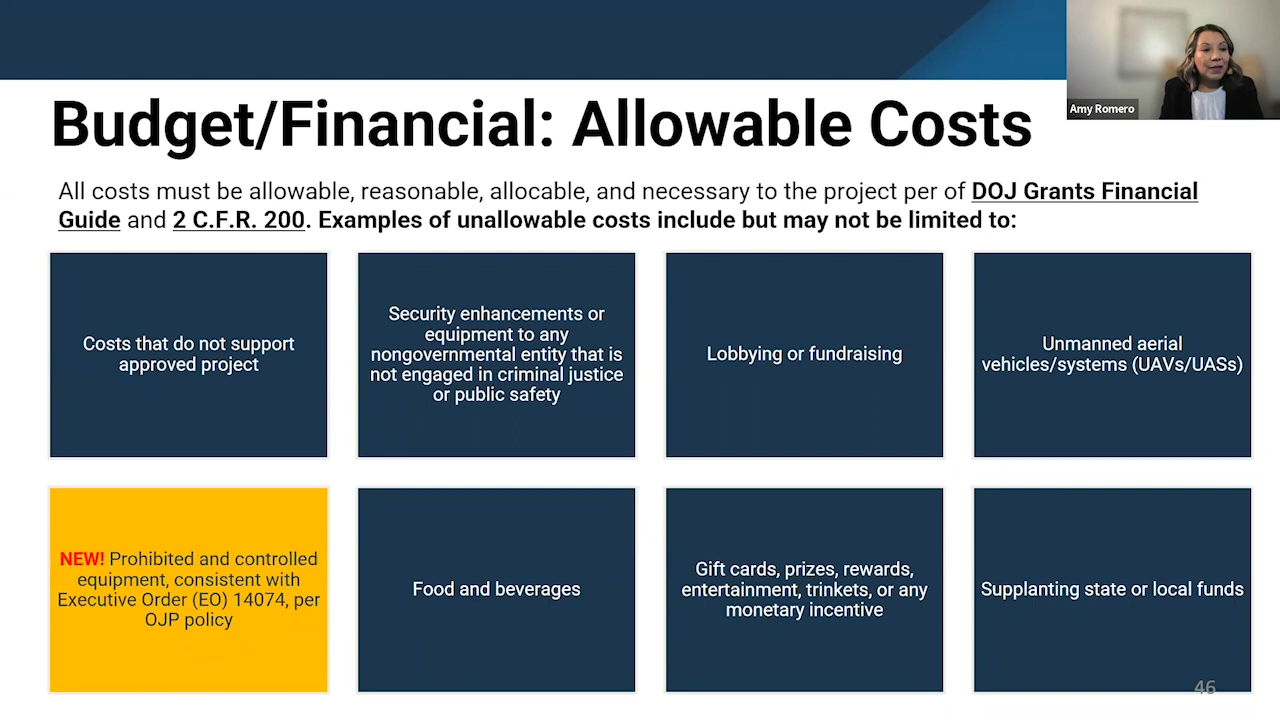 Amy Romero
Budget/Financial: Allowable Costs
All costs must be allowable, reasonable, allocable, and necessary to the project per of DOJ Grants Financial
Guide and 2 C.F.R. 200. Examples of unallowable costs include but may not be limited to:
Costs that do not support
approved project
Security enhancements or
equipment to any
nongovernmental entity that is
not engaged in criminal justice
or public safety
Lobbying or fundraising
Unmanned aerial
vehicles/systems (UAVs/UASs)
NEW! Prohibited and controlled
equipment, consistent with
Executive Order (EO) 14074, per
OJP policy
Food and beverages
Gift cards, prizes, rewards,
entertainment, trinkets, or any
monetary incentive
Supplanting state or local funds
46